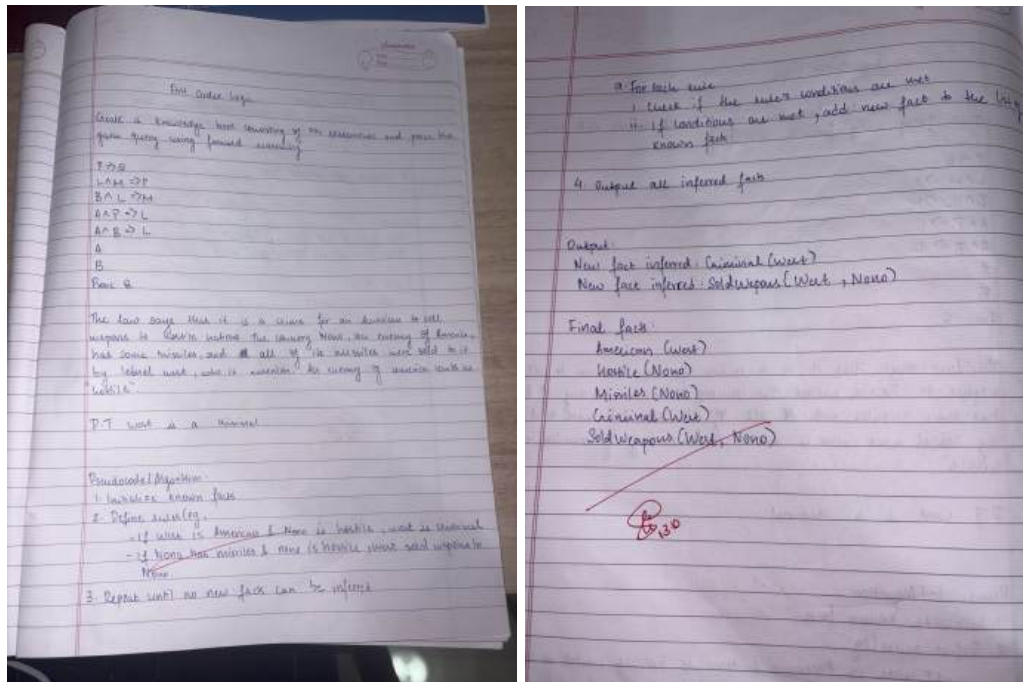 First Order Logic
Create a knowledge base consisting of sentences and prove the
given query using forward reasoning
P => Q
L ∧ M => P
B ∧ L => M
A ∧ P => L
A ∧ B => L
A
B
Prove Q
The law says that it is a crime for an American to sell
weapons to hostile nations The country Nono, an enemy of America,
has some missiles, and all of its missiles were sold to it
by west, who is American An enemy of america counts as
hostile"
P.T west is a criminal
Pseudocode / Algorithm
1. Initialize known facts
2. Define rules (eg,
- if West is American & Nono is hostile, west is criminal
- if Nono has missiles & nono is hostile, West sold wepons to
Nono.
3. Repeat until no new facts can be inferred
a. For each rule
i. Check if the rule's conditions are met
ii. if conditions are met, add new fact to the list of
known fact
4. Output all inferred facts
Output:
New fact inferred: Criminal (West)
New fact inferred: Sold Wepons (West, Nono)
Final facts:
American (West)
Hostile (Nono)
Missiles (Nono)
Criminal (West)
Sold Weapons (West, Nono)